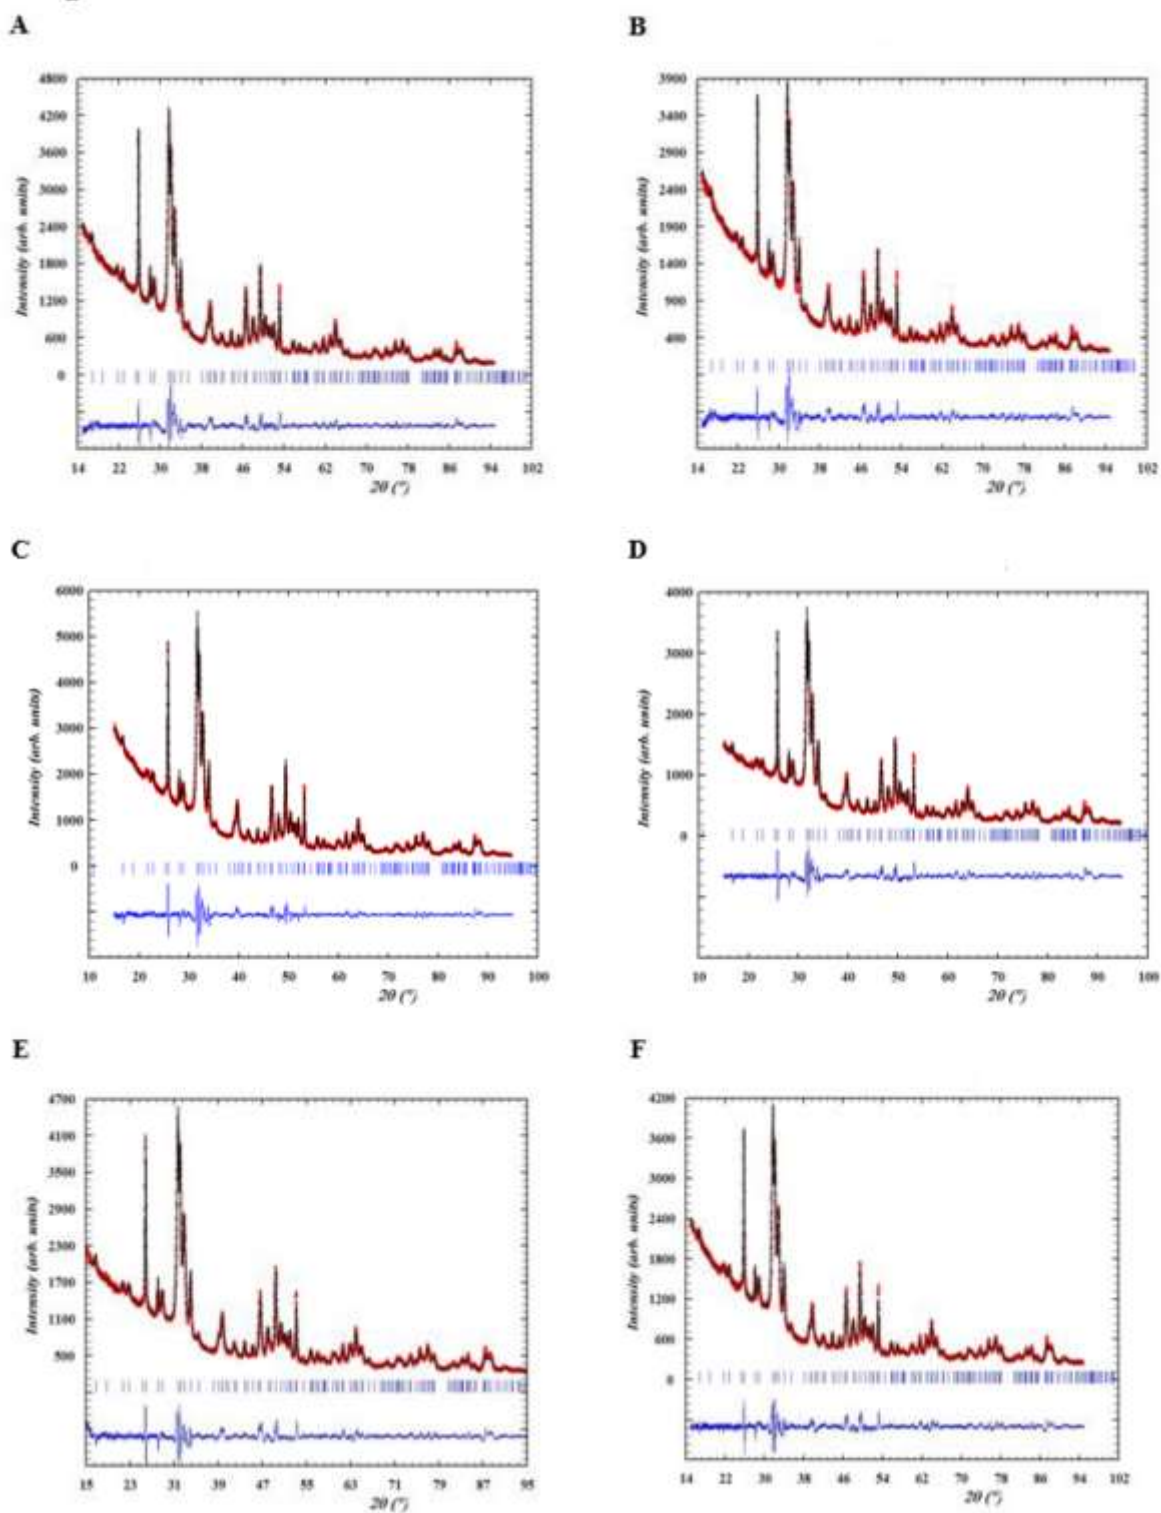 A
B
Intensity (arb. units)
4800
4200
3600
3000
2400
1800
1200
600
0
14 22 30 38 46 54 62 70 78 86 94 102
2θ (°)
Intensity (arb. units)
3900
3400
2900
2400
1900
1400
900
400
14 22 30 38 46 54 62 70 78 86 94 102
2θ (°)
C
D
Intensity (arb. units)
6000
5000
4000
3000
2000
1000
0
10 20 30 40 50 60 70 80 90 100
2θ (°)
Intensity (arb. units)
4000
3000
2000
1000
0
10 20 30 40 50 60 70 80 90 100
2θ (°)
E
F
Intensity (arb. units)
4700
4100
3500
2900
2300
1700
1100
500
15 23 31 39 47 55 63 71 79 87 95
2θ (°)
Intensity (arb. units)
4200
3600
3000
2400
1800
1200
600
0
14 22 30 38 46 54 62 70 78 86 94 102
2θ (°)